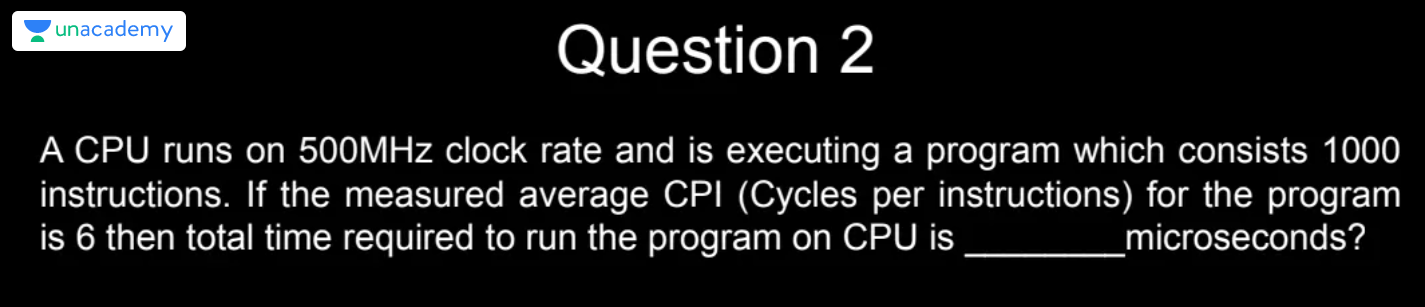 unacademy
Question 2
A CPU runs on 500MHz clock rate and is executing a program which consists 1000
instructions. If the measured average CPI (Cycles per instructions) for the program
is 6 then total time required to run the program on CPU is ________microseconds?